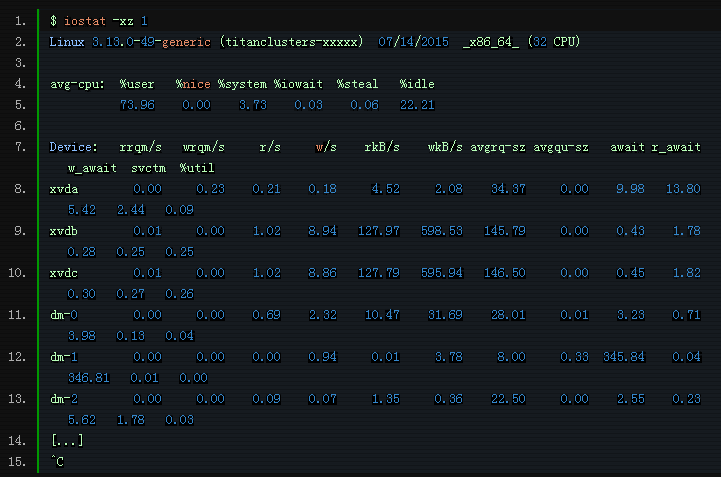 1. $ iostat -xz 1
2. Linux 3.13.0-49-generic (titanclusters-xxxxx)  07/14/2015  _x86_64_ (32 CPU)
3.
4. avg-cpu:  %user   %nice %system %iowait  %steal   %idle
5.           73.96    0.00    3.73    0.03    0.06   22.21
6.
7. Device:   rrqm/s   wrqm/s     r/s     w/s    rkB/s    wkB/s avgrq-sz avgqu-sz   await r_await
w_await  svctm  %util
8. xvda        0.00     0.23    0.21    0.18     4.52     2.08    34.37     0.00    9.98   13.80
5.42   2.44   0.09
9. xvdb        0.01     0.00    1.02    8.94   127.97   598.53   145.79     0.00    0.43    1.78
0.28   0.25   0.25
10. xvdc        0.01     0.00    1.02    8.86   127.79   595.94   146.50     0.00    0.45    1.82
0.30   0.27   0.26
11. dm-0        0.00     0.00    0.69    2.32    10.47    31.69    28.01     0.01    3.23    0.71
3.98   0.13   0.04
12. dm-1        0.00     0.00    0.00    0.94     0.01     3.78     8.00     0.33  345.84    0.04
346.81   0.01   0.00
13. dm-2        0.00     0.00    0.09    0.07     1.35     0.36    22.50     0.00    2.55    0.23
5.62   1.78   0.03
14. [...]
15. ^C